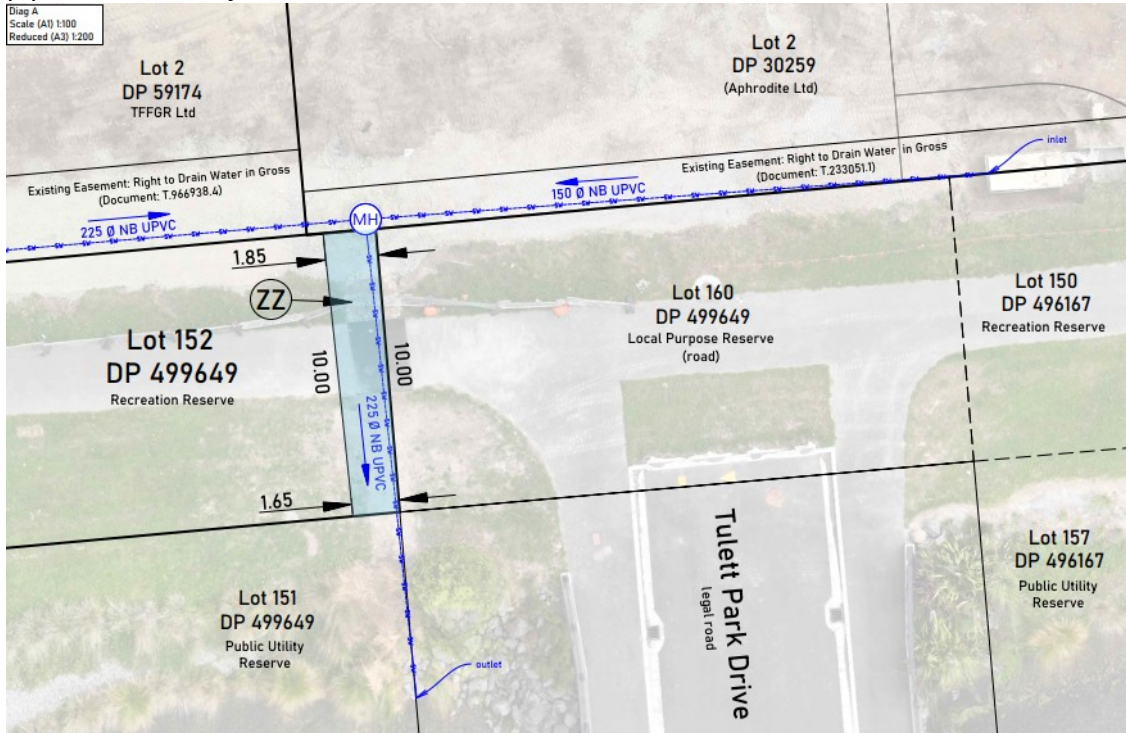 Diag A
Scale (A1) 1:100
Reduced (A3) 1:200
Lot 2
DP 59174
TFFGR Ltd
Lot 2
DP 30259
(Aphrodite Ltd)
Existing Easement: Right to Drain Water in Gross
(Document: T.966938.4)
Existing Easement: Right to Drain Water in Gross
(Document: T.233051.1)
inlet
150 Ø NB UPVC
225 Ø NB UPVC
MH
1.85
ZZ
Lot 152
DP 499649
Recreation Reserve
10.00
10.00
225 Ø NB UPVC
1.65
Lot 160
DP 499649
Local Purpose Reserve
(road)
Lot 150
DP 496167
Recreation Reserve
Lot 151
DP 499649
Public Utility
Reserve
outlet
Tulett Park Drive
legal road
Lot 157
DP 496167
Public Utility
Reserve